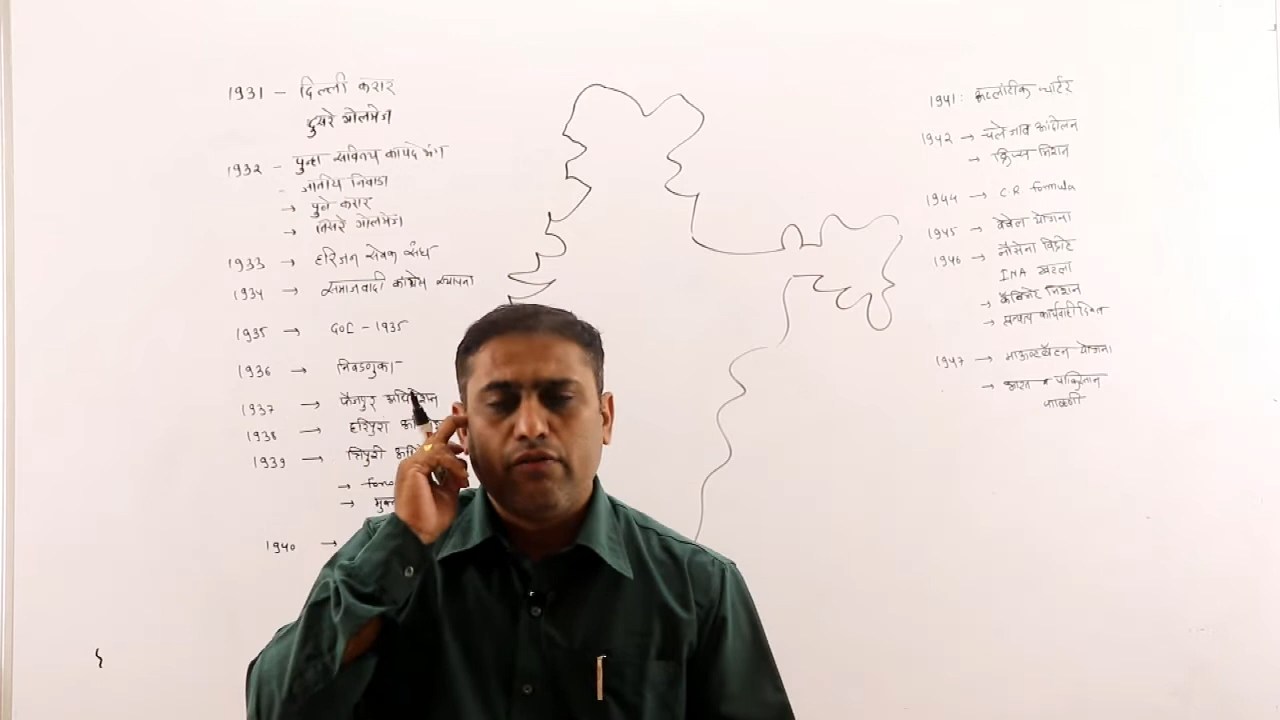 1931 - दिल्ली करार
दुसरे गोलमेज
1932 - पुन्हा सविनय कायदे भंग
- जातीय निवाडा
→ पुणे करार
→ तिसरे गोलमेज
1933 → हरिजन सेवक संघ
1934 → समाजवादी काँग्रेस स्थापना
1935 → GOI - 1935
1936 → निवडणुका
1937 → फैजपूर अधिवेशन
1938 → हरिपुरा
1939 → त्रिपुरी
→
→
1940 →
1941 : अटलांटीक चार्टर
1942 → चले जाव आंदोलन
→ क्रिप्स मिशन
1944 → C.R. formula
1945 → वेवेल योजना
1946 → नौसेना विद्रोह
INA खटला
→ कॅबिनेट मिशन
→ प्रत्यक्ष कार्यवाही दिन
1947 → माऊंटबॅटन योजना
→ भारत पाकिस्तान
फाळणी